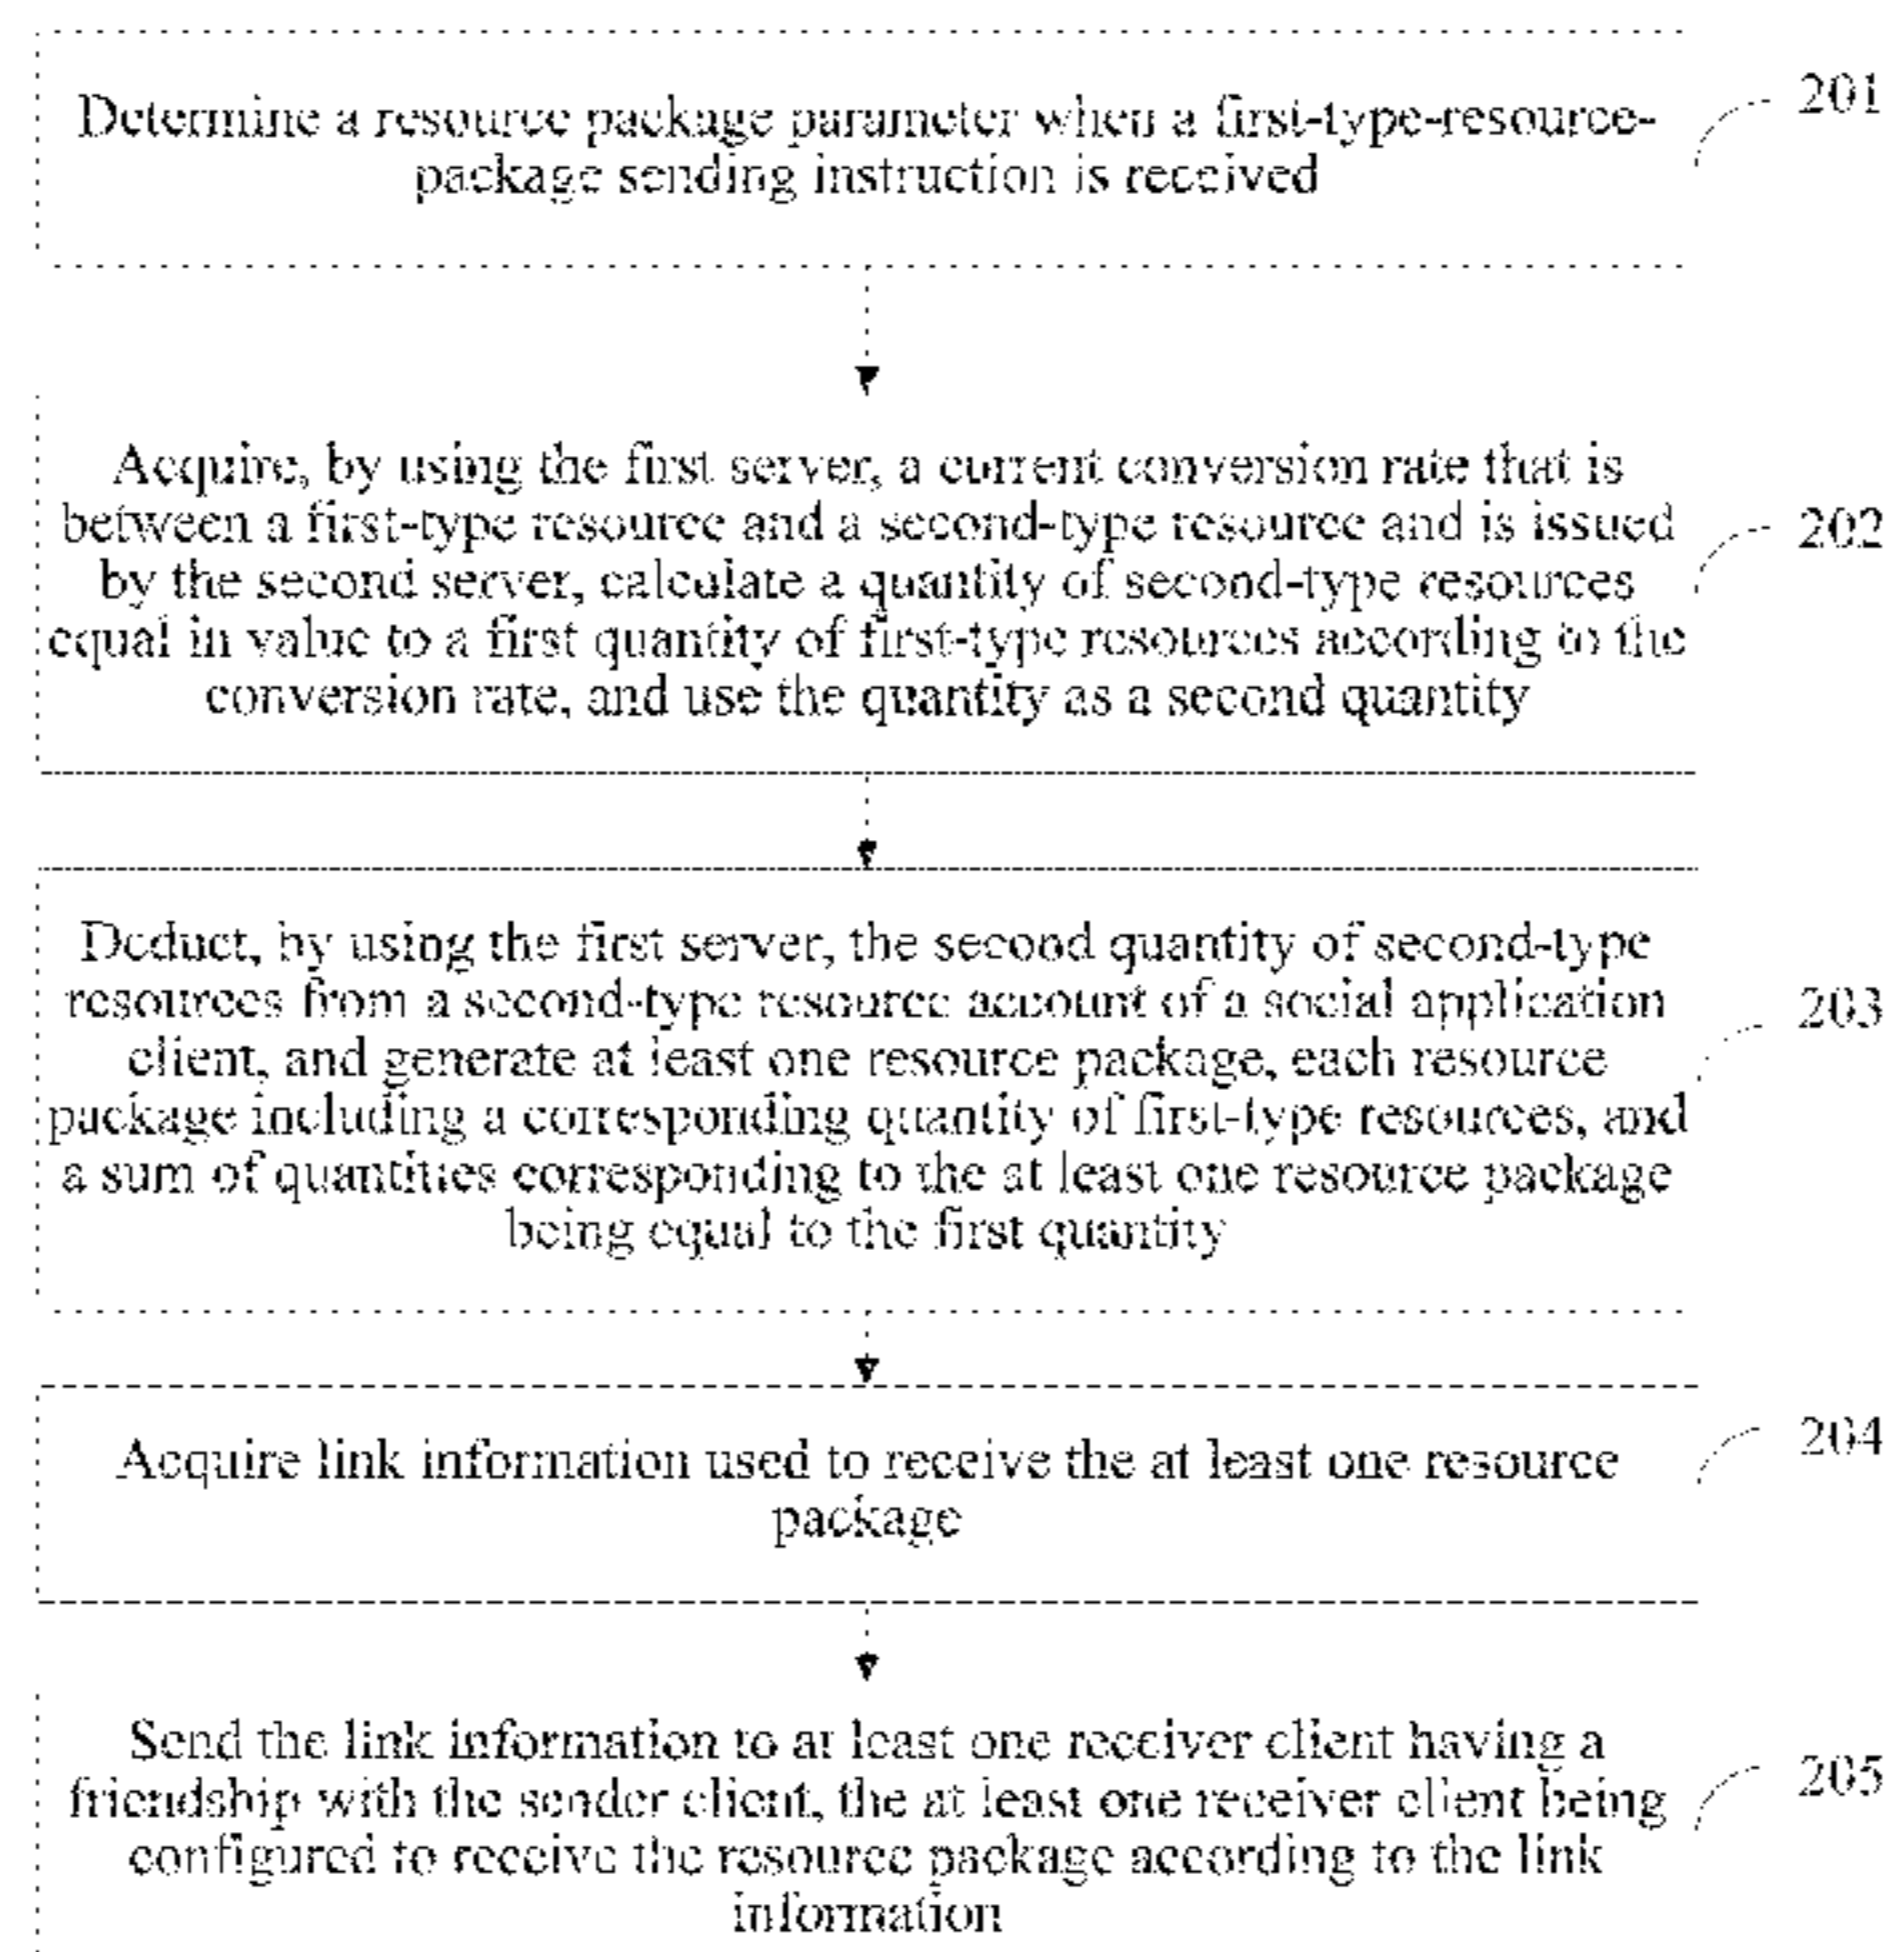 Determine a resource package parameter when a first-type-resource-
package sending instruction is received
201
Acquire, by using the first server, a current conversion rate that is
between a first-type resource and a second-type resource and is issued
by the second server, calculate a quantity of second-type resources
equal in value to a first quantity of first-type resources according to the
conversion rate, and use the quantity as a second quantity
202
Deduct, by using the first server, the second quantity of second-type
resources from a second-type resource account of a social application
client, and generate at least one resource package, each resource
package including a corresponding quantity of first-type resources, and
a sum of quantities corresponding to the at least one resource package
being equal to the first quantity
203
Acquire link information used to receive the at least one resource
package
204
Send the link information to at least one receiver client having a
friendship with the sender client, the at least one receiver client being
configured to receive the resource package according to the link
information
205